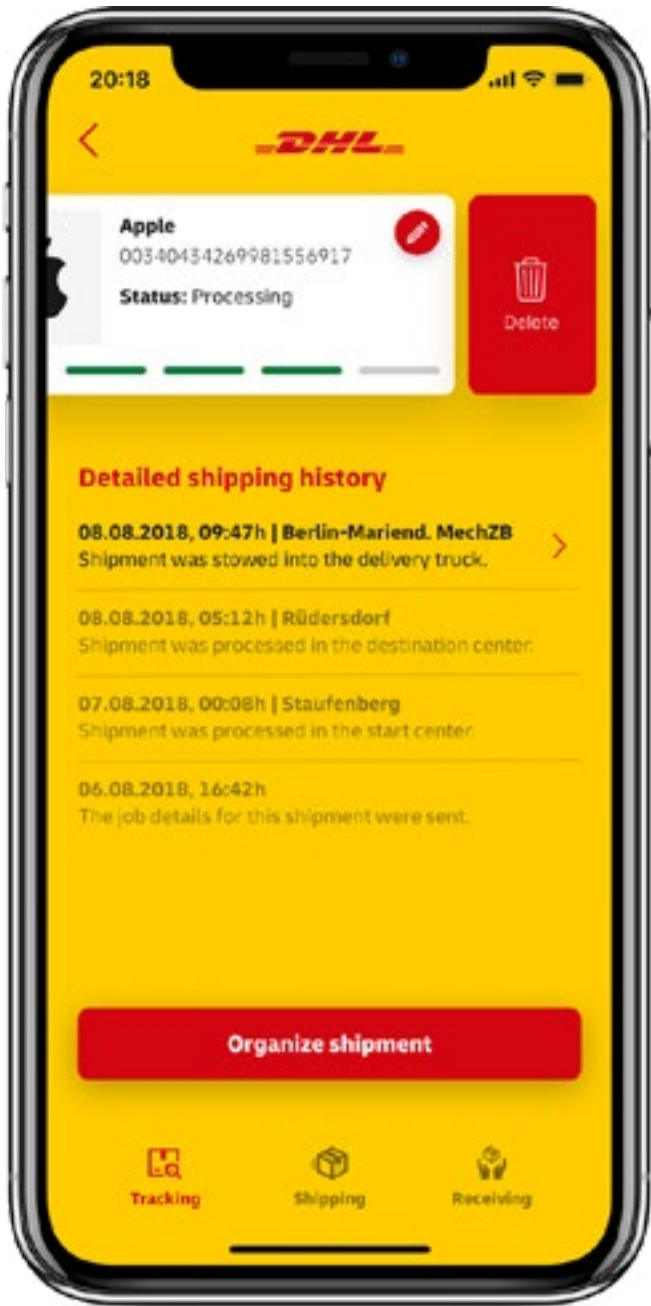 20:18
DHL
Apple
00340434269981556917
Status: Processing
Delete
Detailed shipping history
08.08.2018, 09:47h | Berlin-Mariend. MechZB
Shipment was stowed into the delivery truck.
08.08.2018, 05:12h | Rüdersdorf
Shipment was processed in the destination center.
07.08.2018, 00:08h | Staufenberg
Shipment was processed in the start center.
06.08.2018, 16:42h
The job details for this shipment were sent.
Organize shipment
Tracking
Shipping
Receiving